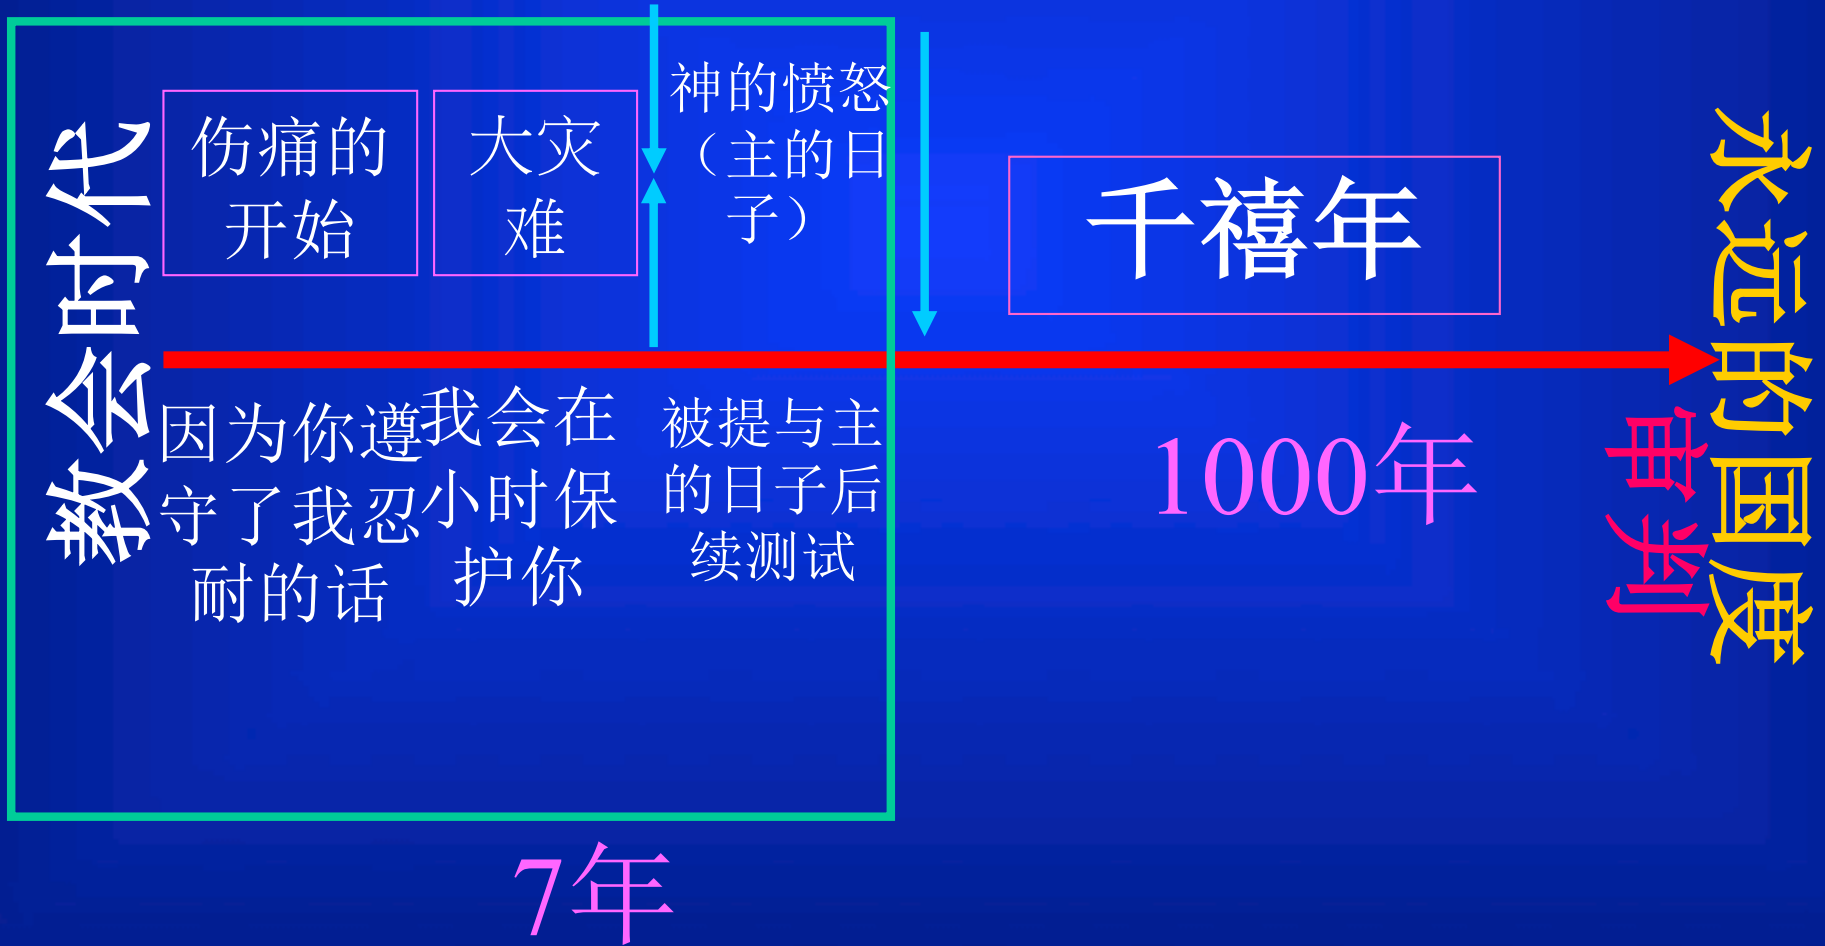 教会时代
伤痛的
开始
大灾
难
神的愤怒
（主的日
子）
千禧年
永远的国度
因为你遵
守了我忍
耐的话
我会在
小时保
护你
被提与主
的日子后
续测试
1000年
审判
7年